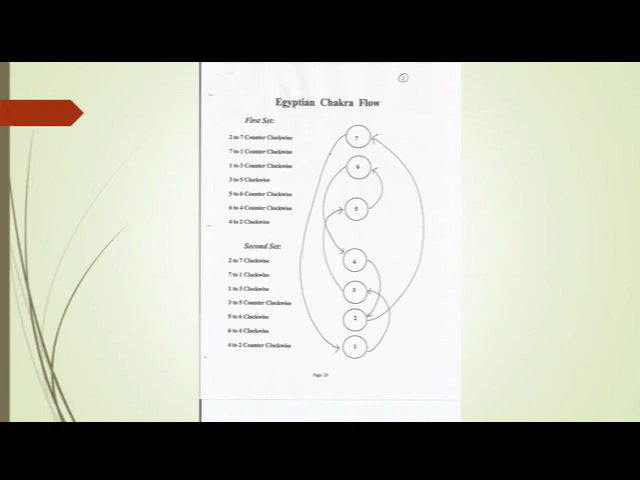 2
Egyptian Chakra Flow
First Set:
2 to 7 Counter Clockwise
7 to 1 Counter Clockwise
1 to 3 Counter Clockwise
3 to 5 Clockwise
5 to 6 Counter Clockwise
6 to 4 Counter Clockwise
4 to 2 Clockwise
Second Set:
2 to 7 Clockwise
7 to 1 Clockwise
1 to 3 Clockwise
3 to 5 Counter Clockwise
5 to 6 Clockwise
6 to 4 Clockwise
4 to 2 Counter Clockwise
7
6
5
4
3
2
1